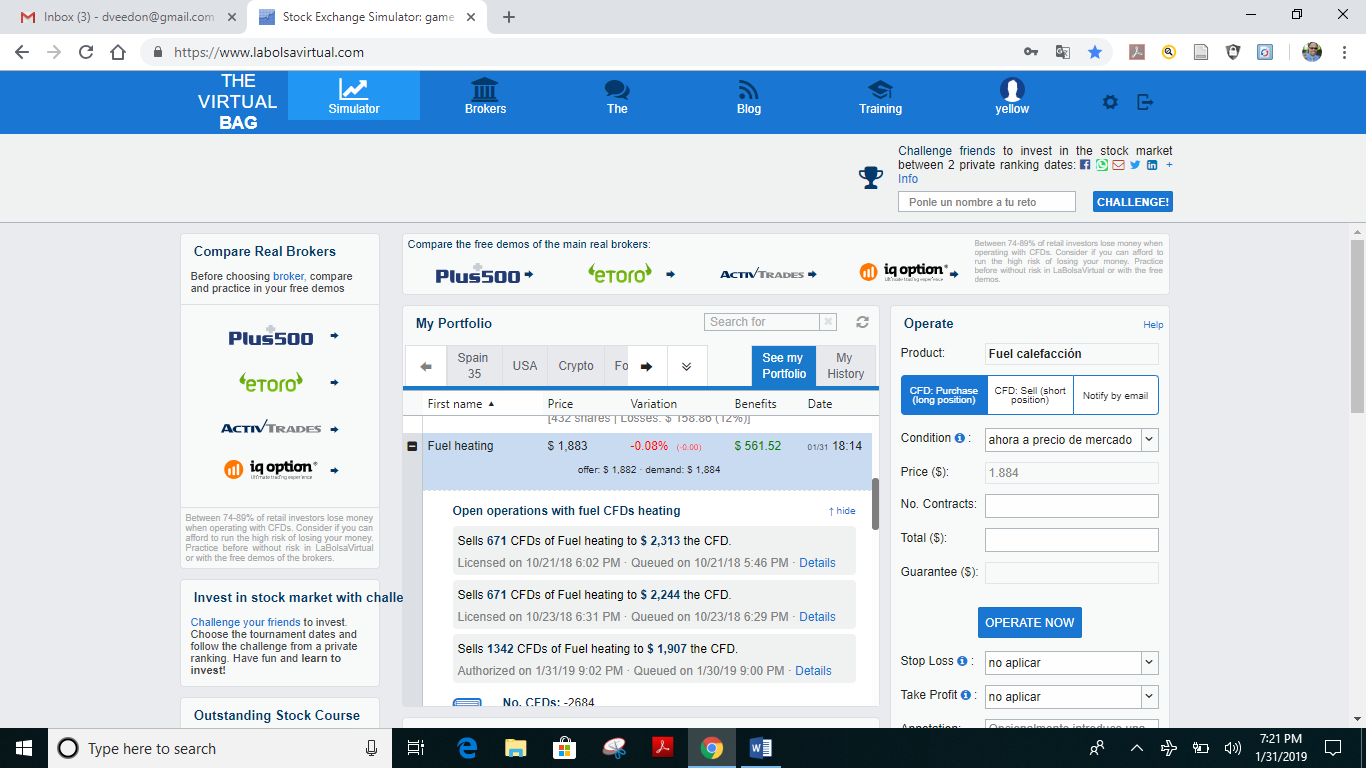 Inbox (3) - dveedon@gmail.com
Stock Exchange Simulator: game
https://www.labolsavirtual.com
THE
VIRTUAL
BAG
Simulator
Brokers
The
Blog
Training
yellow
Challenge friends to invest in the stock market
between 2 private ranking dates: +
Info
Ponle un nombre a tu reto
CHALLENGE!
Compare Real Brokers
Before choosing broker, compare
and practice in your free demos
Plus500
eToro
ACTIVTRADES
iq option
Ultimate trading experience
Between 74-89% of retail investors lose money
when operating with CFDs. Consider if you can
afford to run the high risk of losing your money.
Practice before without risk in LaBolsaVirtual
or with the free demos of the brokers.
Invest in stock market with challe
Challenge your friends to invest.
Choose the tournament dates and
follow the challenge from a private
ranking. Have fun and learn to
invest!
Outstanding Stock Course
Compare the free demos of the main real brokers:
Plus500
eToro
ACTIVTRADES
iq option
Ultimate trading experience
Between 74-89% of retail investors lose money when
operating with CFDs. Consider if you can afford to
run the high risk of losing your money. Practice
before without risk in LaBolsaVirtual or with the free
demos.
My Portfolio
Search for
Spain
35
USA
Crypto
Fo
See my
Portfolio
My
History
First name
Price
Variation
Benefits
Date
[432 shares | Losses: $ 158.86 (12%)]
Fuel heating
$ 1,883
-0.08% (-0.00)
$ 561.52
01/31 18:14
offer: $ 1,882 · demand: $ 1,884
Open operations with fuel CFDs heating
↑ hide
Sells 671 CFDs of Fuel heating to $ 2,313 the CFD.
Licensed on 10/21/18 6:02 PM · Queued on 10/21/18 5:46 PM · Details
Sells 671 CFDs of Fuel heating to $ 2,244 the CFD.
Licensed on 10/23/18 6:31 PM · Queued on 10/23/18 6:29 PM · Details
Sells 1342 CFDs of Fuel heating to $ 1,907 the CFD.
Authorized on 1/31/19 9:02 PM · Queued on 1/30/19 9:00 PM · Details
No. CFDs: -2684
Operate
Help
Product:
Fuel calefacción
CFD: Purchase
(long position)
CFD: Sell (short
position)
Notify by email
Condition :
ahora a precio de mercado
Price ($):
1.884
No. Contracts:
Total ($):
Guarantee ($):
OPERATE NOW
Stop Loss :
no aplicar
Take Profit :
no aplicar
Annotation:
Opcionalmente introduce una
Type here to search
7:21 PM
1/31/2019